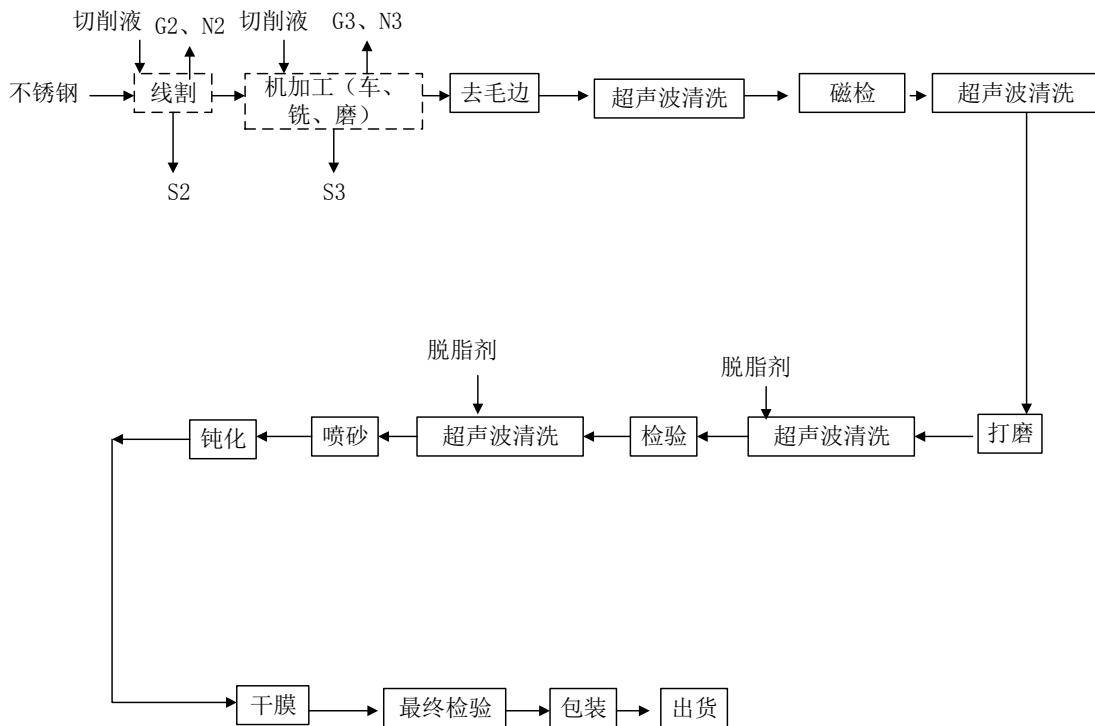 切削液
G2、N2
切削液
G3、N3
不锈钢
线割
机加工（车、
铣、磨）
去毛边
超声波清洗
磁检
超声波清洗
S2
S3
脱脂剂
脱脂剂
钝化
喷砂
超声波清洗
检验
超声波清洗
打磨
干膜
最终检验
包装
出货